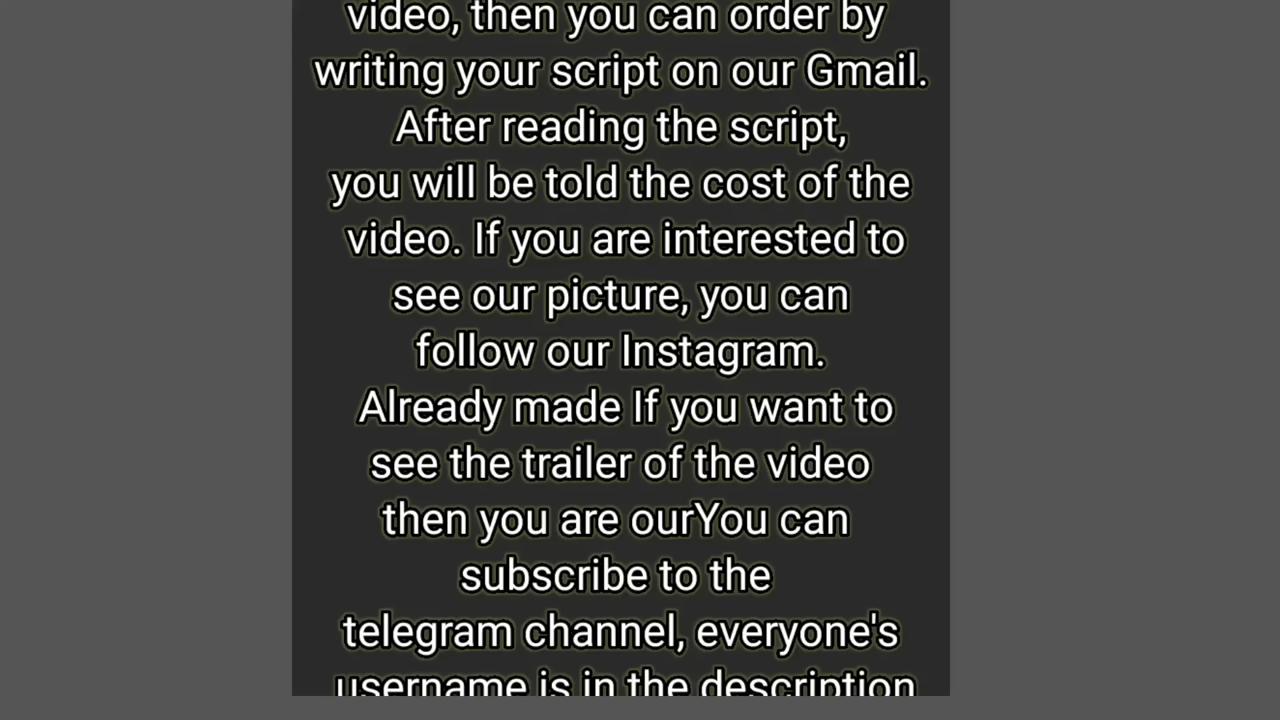 video, then you can order by
writing your script on our Gmail.
After reading the script,
you will be told the cost of the
video. If you are interested to
see our picture, you can
follow our Instagram.
Already made If you want to
see the trailer of the video
then you are ourYou can
subscribe to the
telegram channel, everyone's
username is in the description